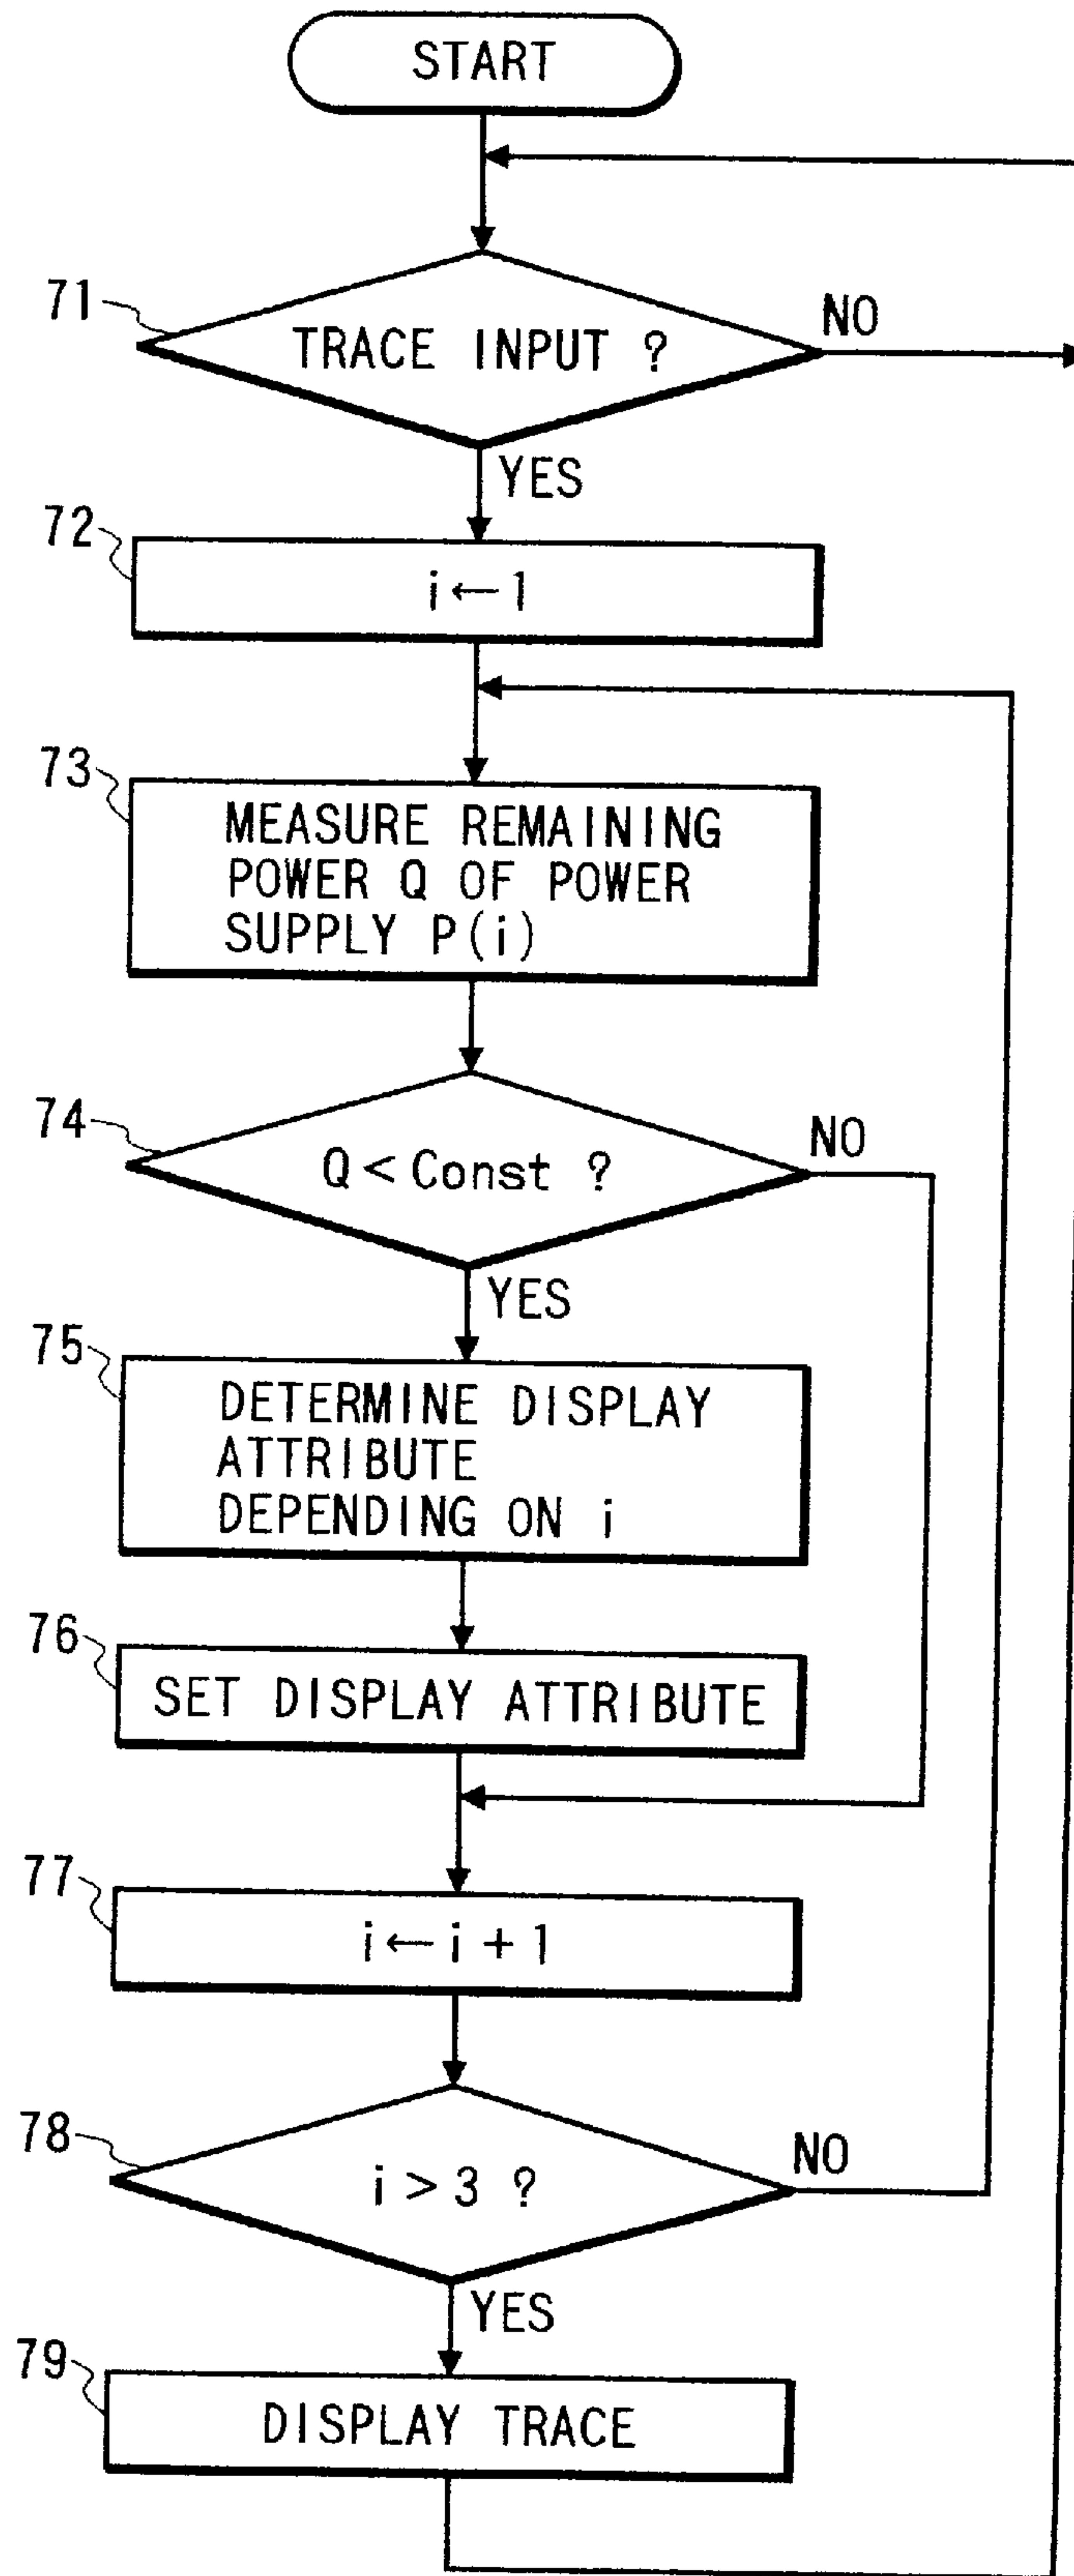 START
71
TRACE INPUT ?
NO
YES
72
i ← 1
73
MEASURE REMAINING
POWER Q OF POWER
SUPPLY P(i)
74
Q < Const ?
NO
YES
75
DETERMINE DISPLAY
ATTRIBUTE
DEPENDING ON i
76
SET DISPLAY ATTRIBUTE
77
i ← i + 1
78
i > 3 ?
NO
YES
79
DISPLAY TRACE